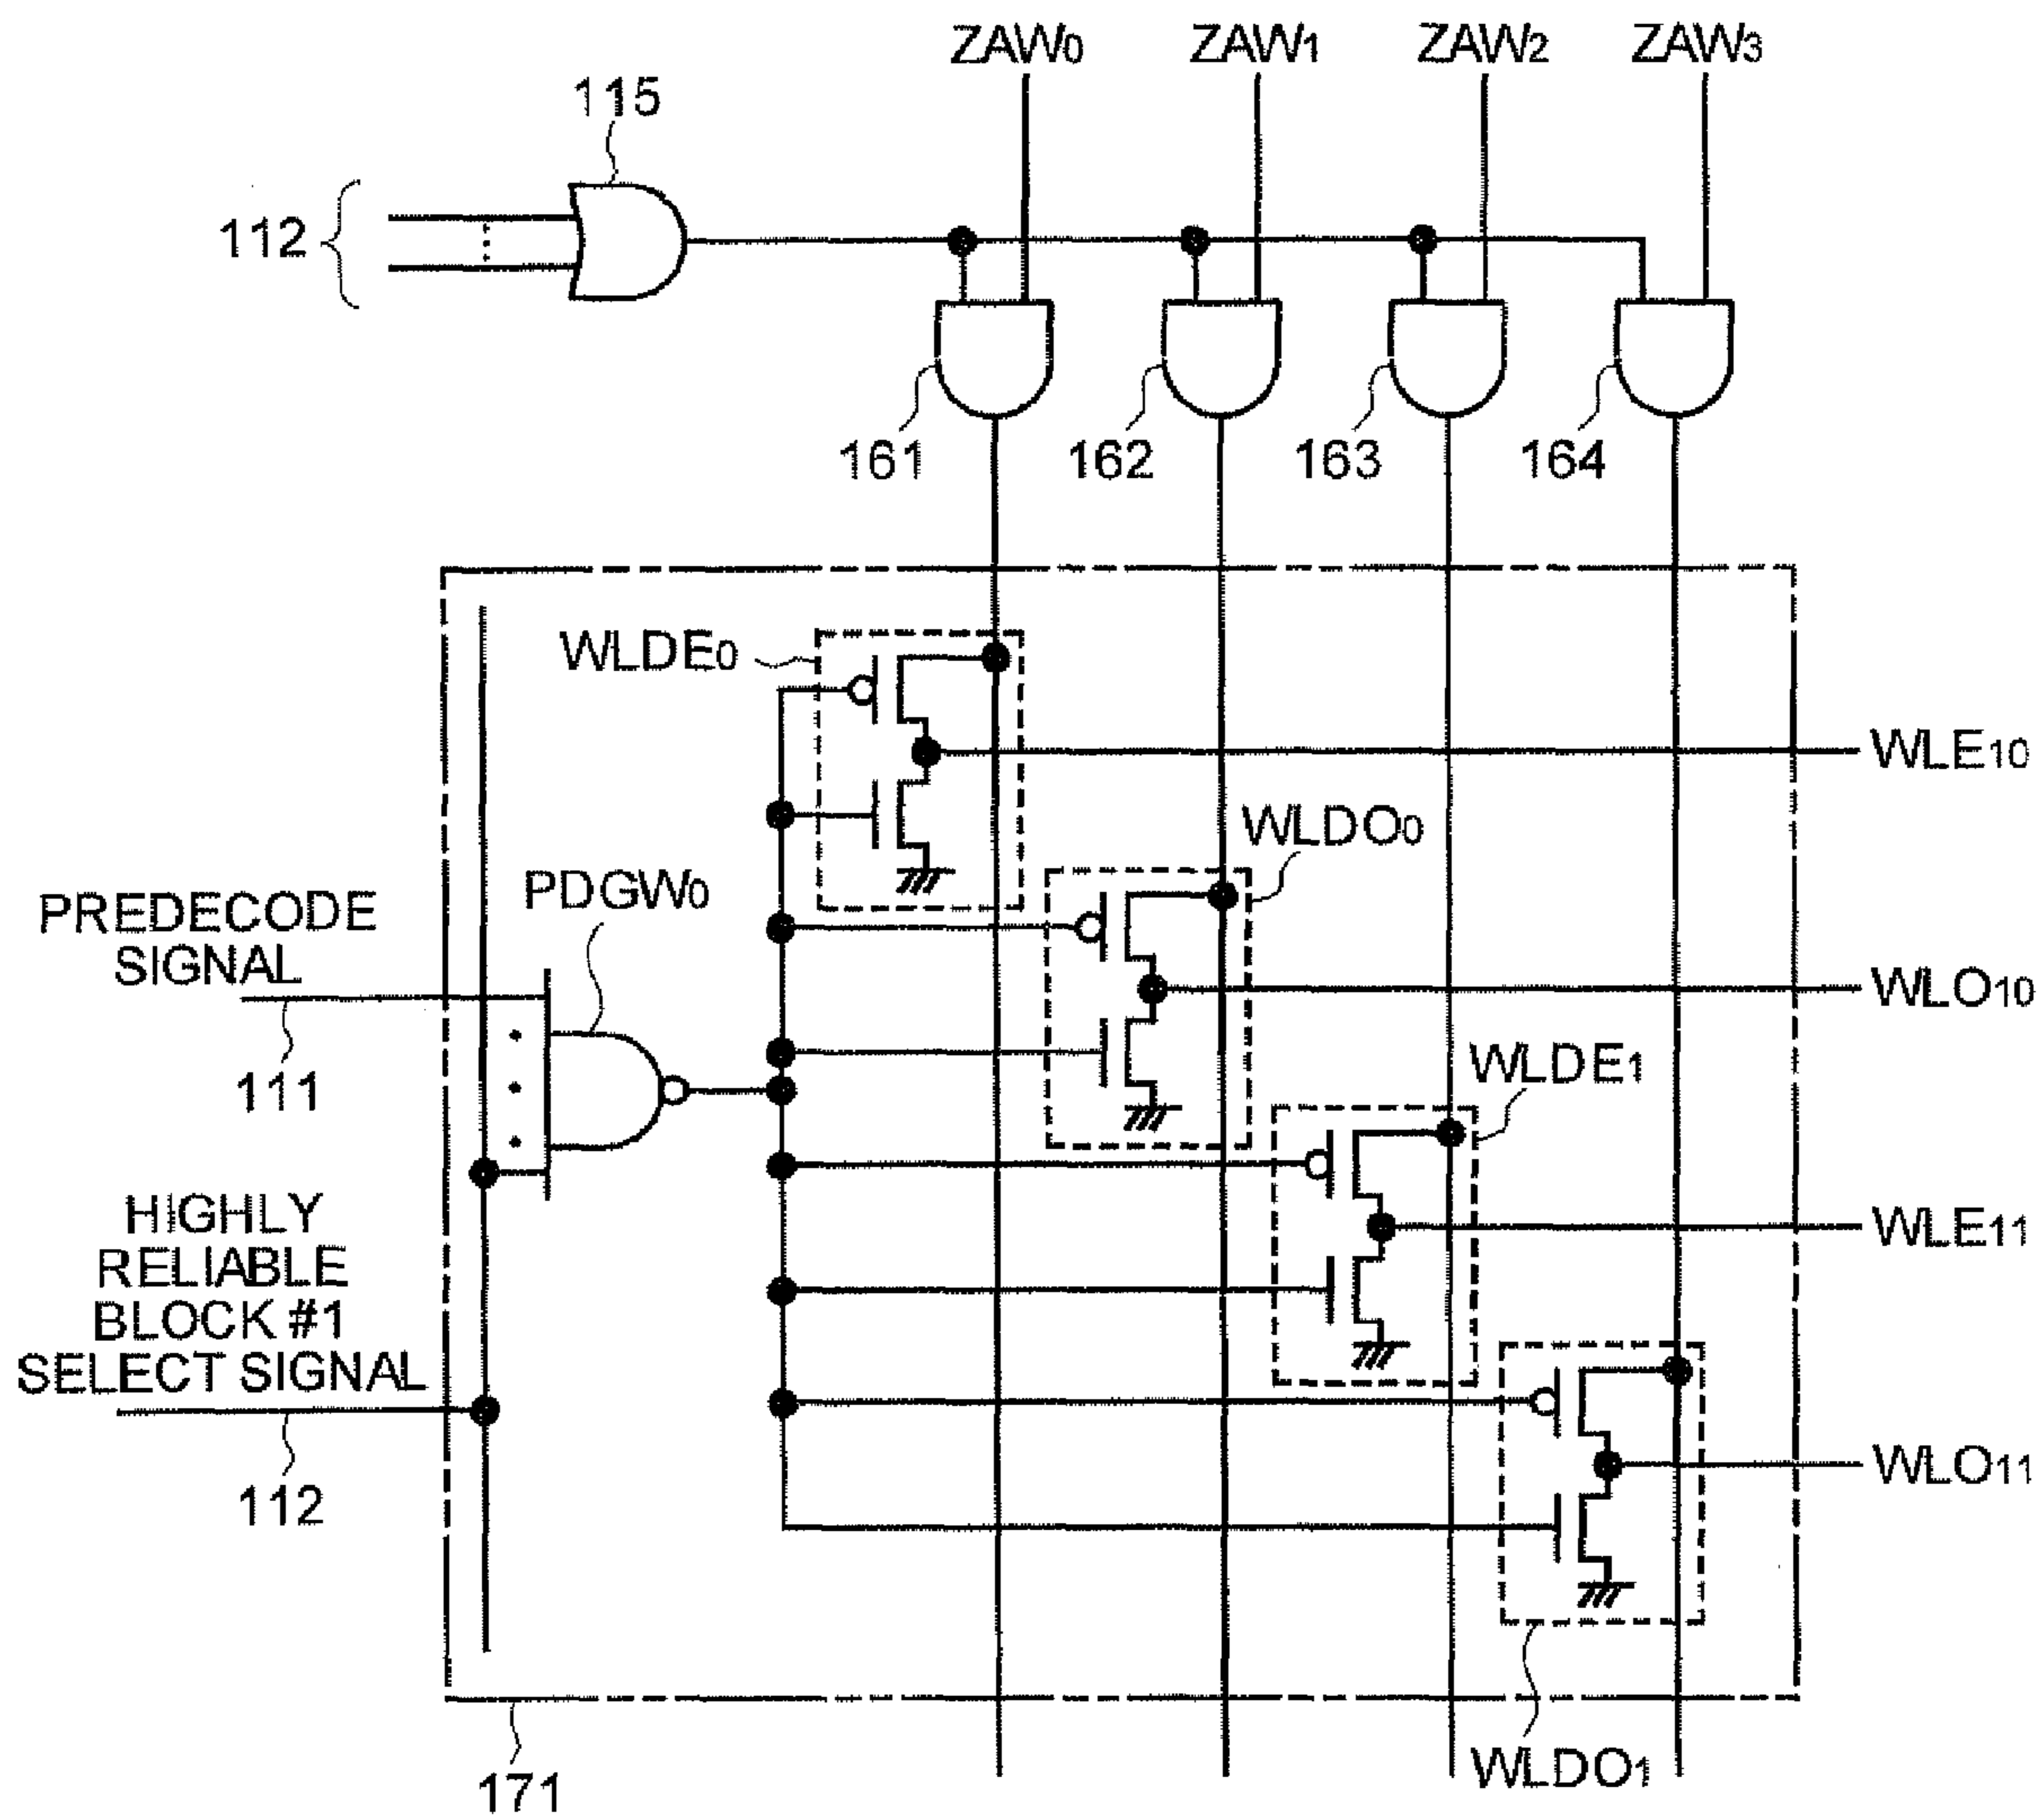 ZAW0 ZAW1 ZAW2 ZAW3
115
112
161 162 163 164
WLDE0
WLE10
WLDO0
PDGW0
PREDECODE
SIGNAL
WLO10
111
WLDE1
HIGHLY
RELIABLE
BLOCK #1
SELECT SIGNAL
WLE11
112
WLO11
WLDO1
171